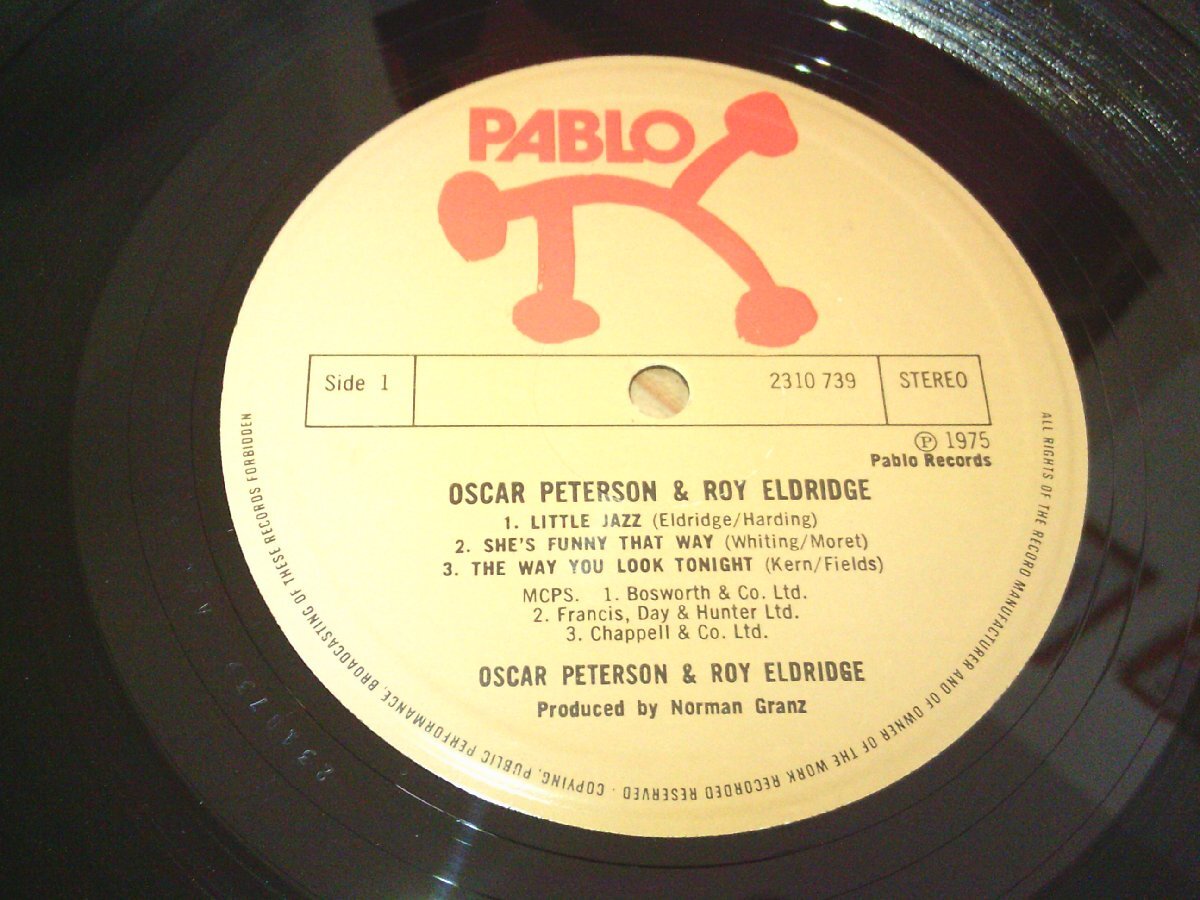 PABLO
Side 1
2310 739
STEREO
Ⓟ 1975
Pablo Records
OSCAR PETERSON & ROY ELDRIDGE
1. LITTLE JAZZ (Eldridge/Harding)
2. SHE'S FUNNY THAT WAY (Whiting/Moret)
3. THE WAY YOU LOOK TONIGHT (Kern/Fields)
MCPS. 1. Bosworth & Co. Ltd.
2. Francis, Day & Hunter Ltd.
3. Chappell & Co. Ltd.
OSCAR PETERSON & ROY ELDRIDGE
Produced by Norman Granz
ALL RIGHTS OF THE RECORD MANUFACTURER AND OF OWNER OF THE WORK RECORDED RESERVED · COPYING, PUBLIC PERFORMANCE, BROADCASTING OF THESE RECORDS FORBIDDEN